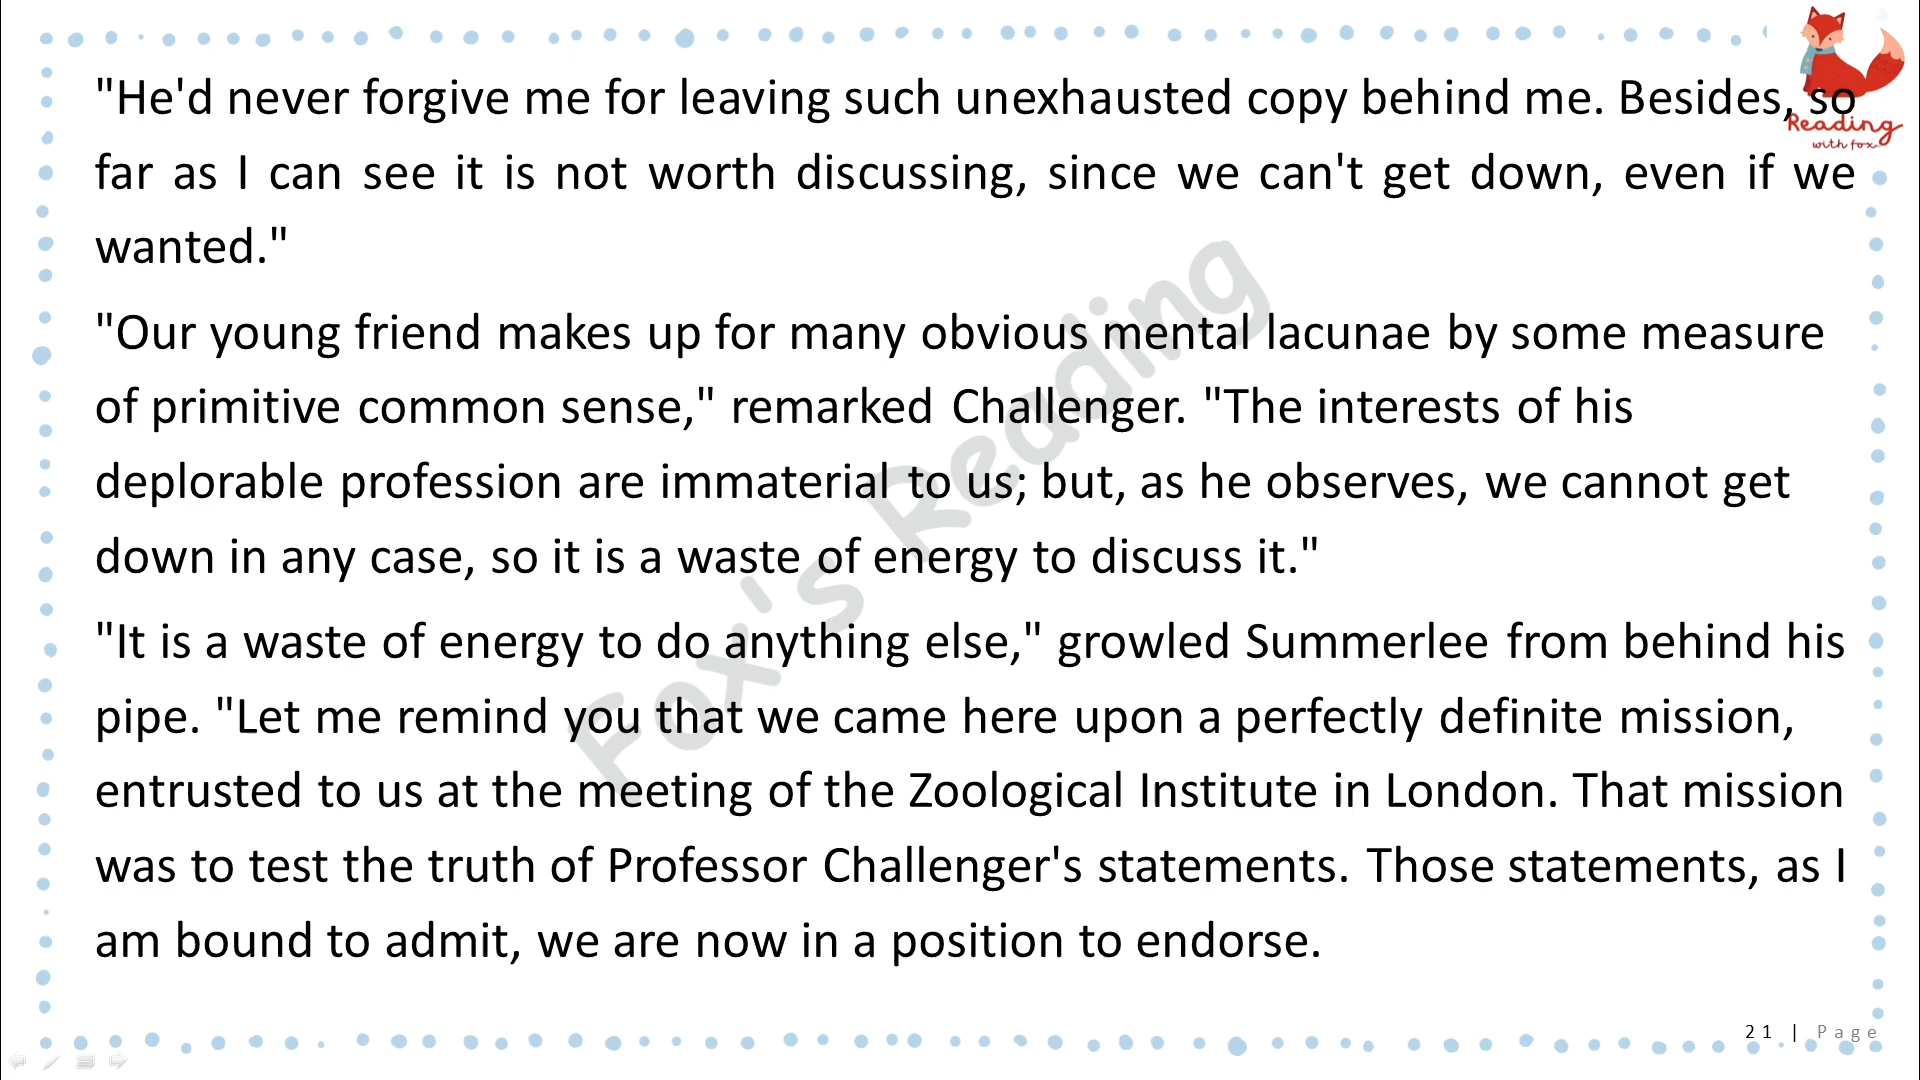 "He'd never forgive me for leaving such unexhausted copy behind me. Besides, so
far as I can see it is not worth discussing, since we can't get down, even if we
wanted."
"Our young friend makes up for many obvious mental lacunae by some measure
of primitive common sense," remarked Challenger. "The interests of his
deplorable profession are immaterial to us; but, as he observes, we cannot get
down in any case, so it is a waste of energy to discuss it."
"It is a waste of energy to do anything else," growled Summerlee from behind his
pipe. "Let me remind you that we came here upon a perfectly definite mission,
entrusted to us at the meeting of the Zoological Institute in London. That mission
was to test the truth of Professor Challenger's statements. Those statements, as I
am bound to admit, we are now in a position to endorse.
Reading
with fox
Fox's Reading
21 | Page